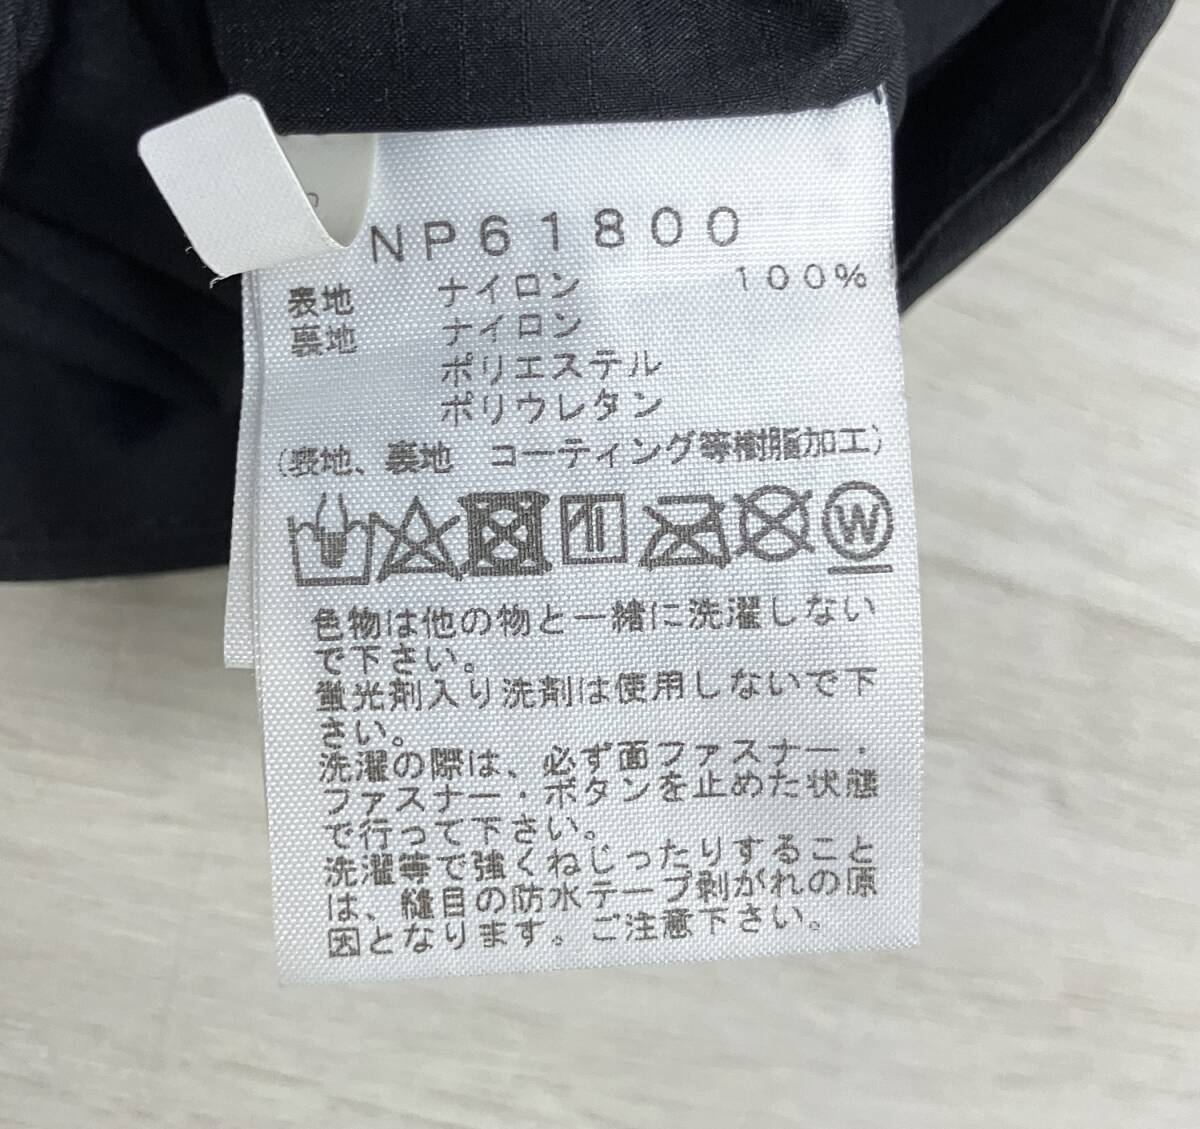 NP61800
表地 ナイロン 100%
裏地 ナイロン
ポリエステル
ポリウレタン
(表地、裏地 コーティング等樹脂加工)
W
色物は他の物と一緒に洗濯しない
で下さい。
蛍光剤入り洗剤は使用しないで下
さい。
洗濯の際は、必ず面ファスナー・
ファスナー・ボタンを止めた状態
で行って下さい。
洗濯等で強くねじったりすること
は、縫目の防水テープ剥がれの原
因となります。ご注意下さい。